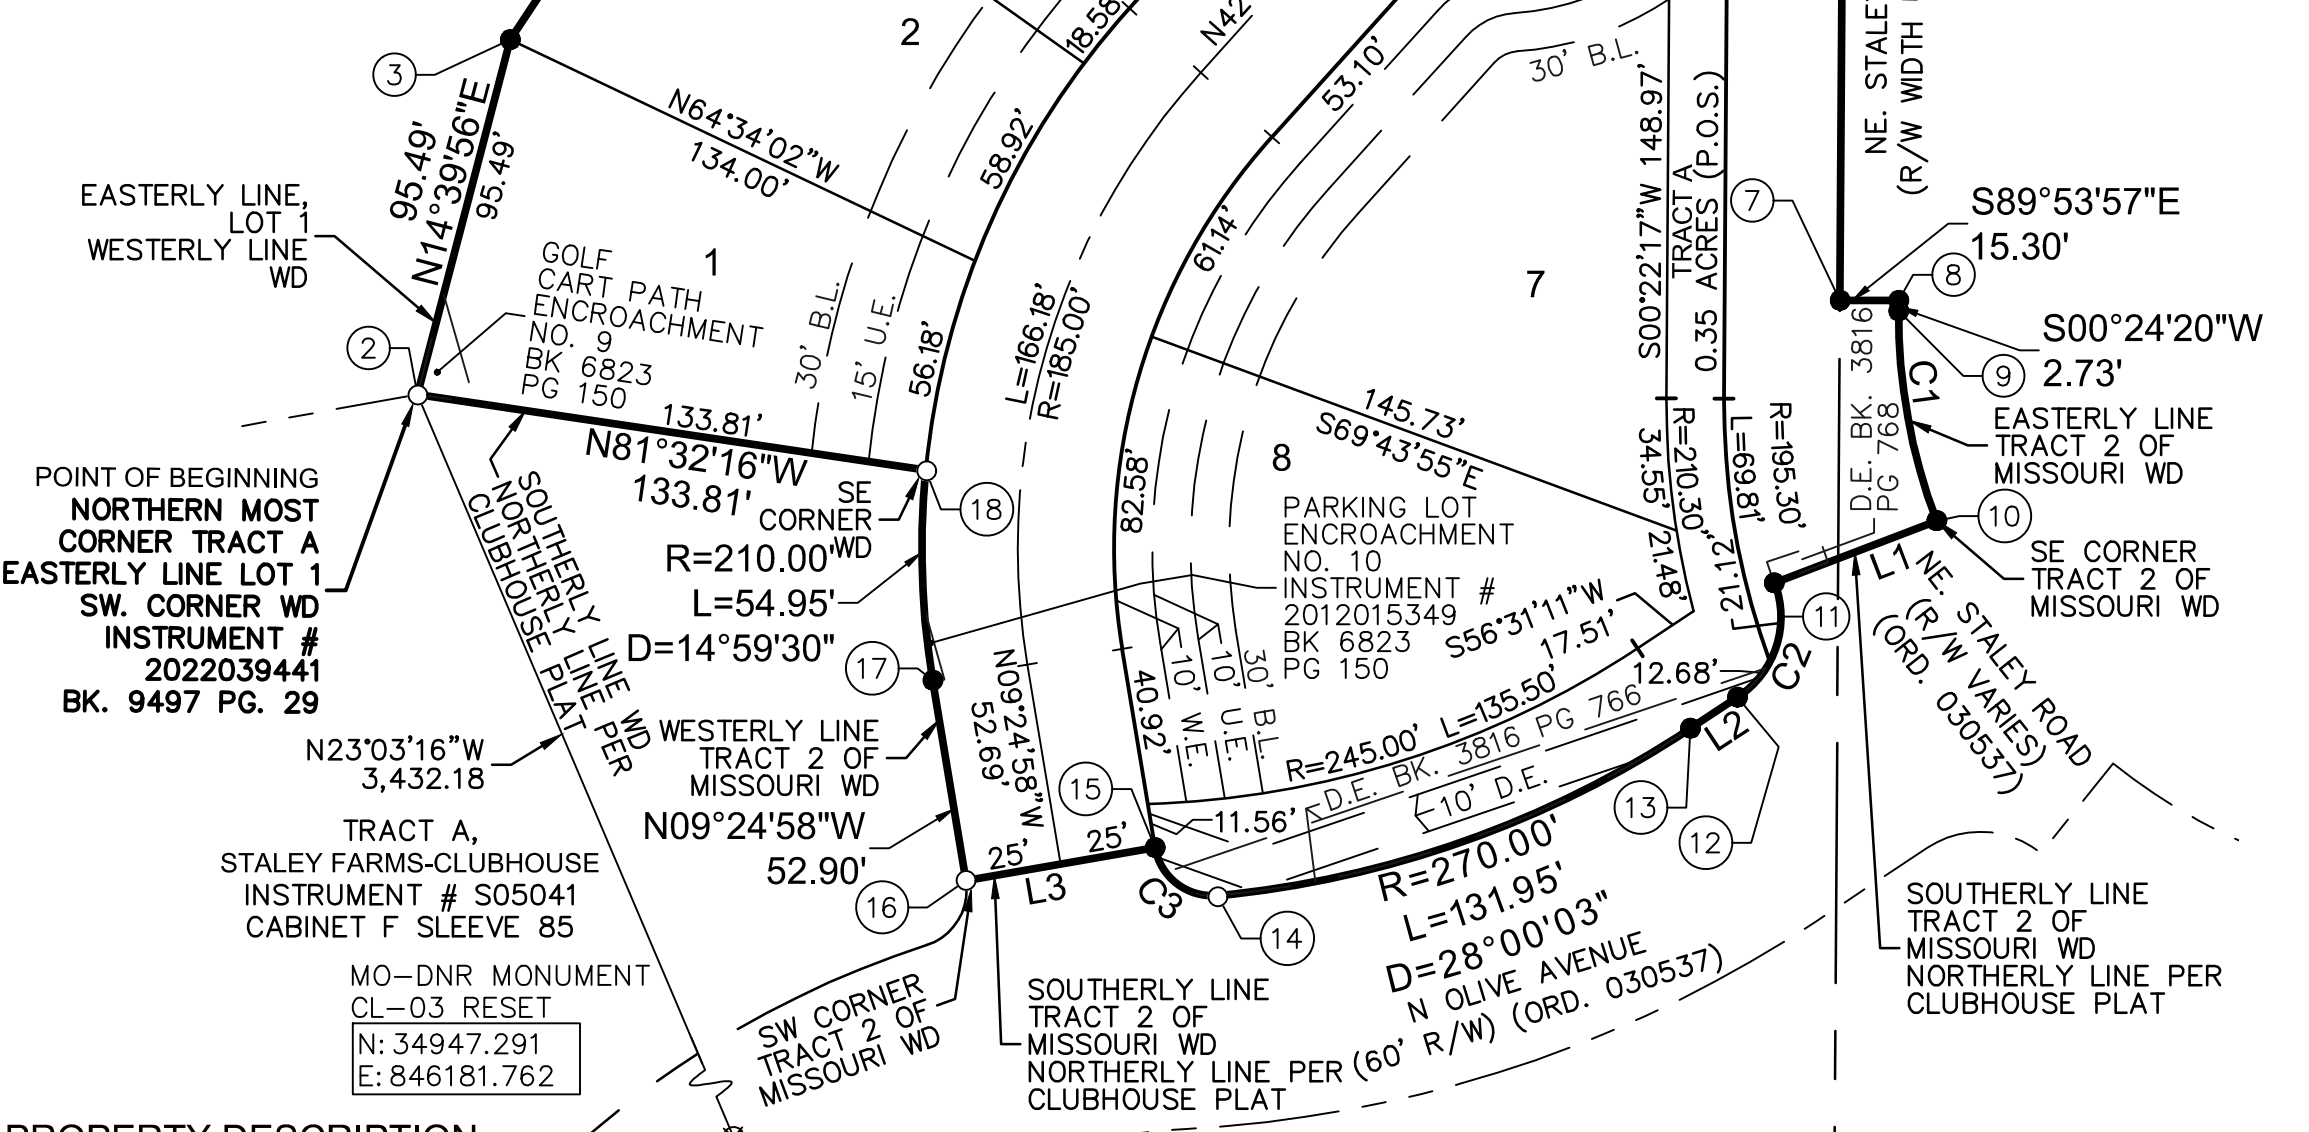 3
2
18.58'
N42
53.10'
30' B.L.
NE. STALEY
(R/W WIDTH
95.49'
N14°39'56"E
95.49'
N64°34'02"W
134.00'
58.92'
61.14'
S00°22'17"W 148.97'
TRACT A
0.35 ACRES (P.O.S.)
7
S89°53'57"E
15.30'
8
S00°24'20"W
2.73'
9
EASTERLY LINE,
LOT 1
WESTERLY LINE
WD
2
GOLF
CART PATH
ENCROACHMENT
NO. 9
BK 6823
PG 150
1
30' B.L.
15' U.E.
56.18'
L=166.18'
R=185.00'
7
D.E. BK. 3816
PG 768
C1
EASTERLY LINE
TRACT 2 OF
MISSOURI WD
10
SE CORNER
TRACT 2 OF
MISSOURI WD
133.81'
N81°32'16"W
133.81'
POINT OF BEGINNING
NORTHERN MOST
CORNER TRACT A
EASTERLY LINE LOT 1
SW. CORNER WD
INSTRUMENT #
2022039441
BK. 9497 PG. 29
SOUTHERLY LINE WD
NORTHERLY LINE PER
CLUBHOUSE PLAT
SE
CORNER
WD
18
R=210.00'
L=54.95'
D=14°59'30"
17
82.58'
145.73'
S69°43'55"E
8
PARKING LOT
ENCROACHMENT
NO. 10
INSTRUMENT #
2012015349
BK 6823
PG 150
34.55'
R=210.30'
21.48'
L=69.81'
R=195.30'
21.12'
L1
11
NE. STALEY ROAD
(R/W VARIES)
(ORD. 030537)
S56°31'11"W
17.51'
12.68'
C2
L2
12
13
N23°03'16"W
3,432.18
WESTERLY LINE
TRACT 2 OF
MISSOURI WD
N09°24'58"W
52.90'
N09°24'58"W
52.69'
40.92'
10' W.E.
10' U.E.
30' B.L.
R=245.00' L=135.50'
D.E. BK. 3816 PG 766
10' D.E.
15
11.56'
25'
25'
L3
16
C3
14
R=270.00'
L=131.95'
D=28°00'03"
N OLIVE AVENUE
(60' R/W) (ORD. 030537)
TRACT A,
STALEY FARMS-CLUBHOUSE
INSTRUMENT # S05041
CABINET F SLEEVE 85
MO-DNR MONUMENT
CL-03 RESET
N: 34947.291
E: 846181.762
SW CORNER
TRACT 2 OF
MISSOURI WD
SOUTHERLY LINE
TRACT 2 OF
MISSOURI WD
NORTHERLY LINE PER
CLUBHOUSE PLAT
SOUTHERLY LINE
TRACT 2 OF
MISSOURI WD
NORTHERLY LINE PER
CLUBHOUSE PLAT
PROPERTY DESCRIPTION